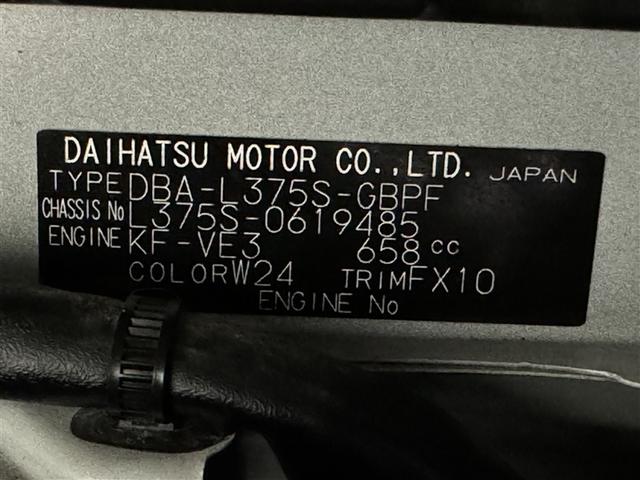 DAIHATSU MOTOR CO.,LTD. JAPAN
TYPE DBA-L375S-GBPF
CHASSIS No L375S-0619485
ENGINE KF-VE3 658 cc
COLOR W24 TRIM FX10
ENGINE No